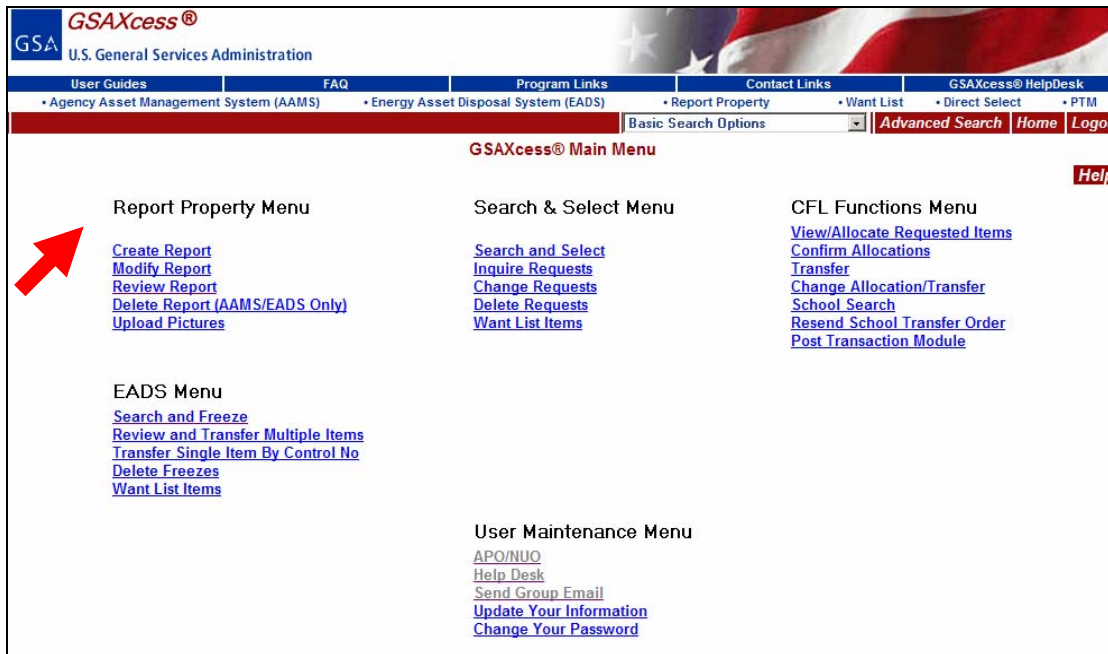 GSAXcess ®
GSA
U.S. General Services Administration
User Guides FAQ Program Links Contact Links GSAXcess® HelpDesk
• Agency Asset Management System (AAMS) • Energy Asset Disposal System (EADS) • Report Property • Want List • Direct Select • PTM
Basic Search Options Advanced Search Home Logo
GSAXcess® Main Menu
Help
Report Property Menu
Create Report
Modify Report
Review Report
Delete Report (AAMS/EADS Only)
Upload Pictures
Search & Select Menu
Search and Select
Inquire Requests
Change Requests
Delete Requests
Want List Items
CFL Functions Menu
View/Allocate Requested Items
Confirm Allocations
Transfer
Change Allocation/Transfer
School Search
Resend School Transfer Order
Post Transaction Module
EADS Menu
Search and Freeze
Review and Transfer Multiple Items
Transfer Single Item By Control No
Delete Freezes
Want List Items
User Maintenance Menu
APO/NUO
Help Desk
Send Group Email
Update Your Information
Change Your Password